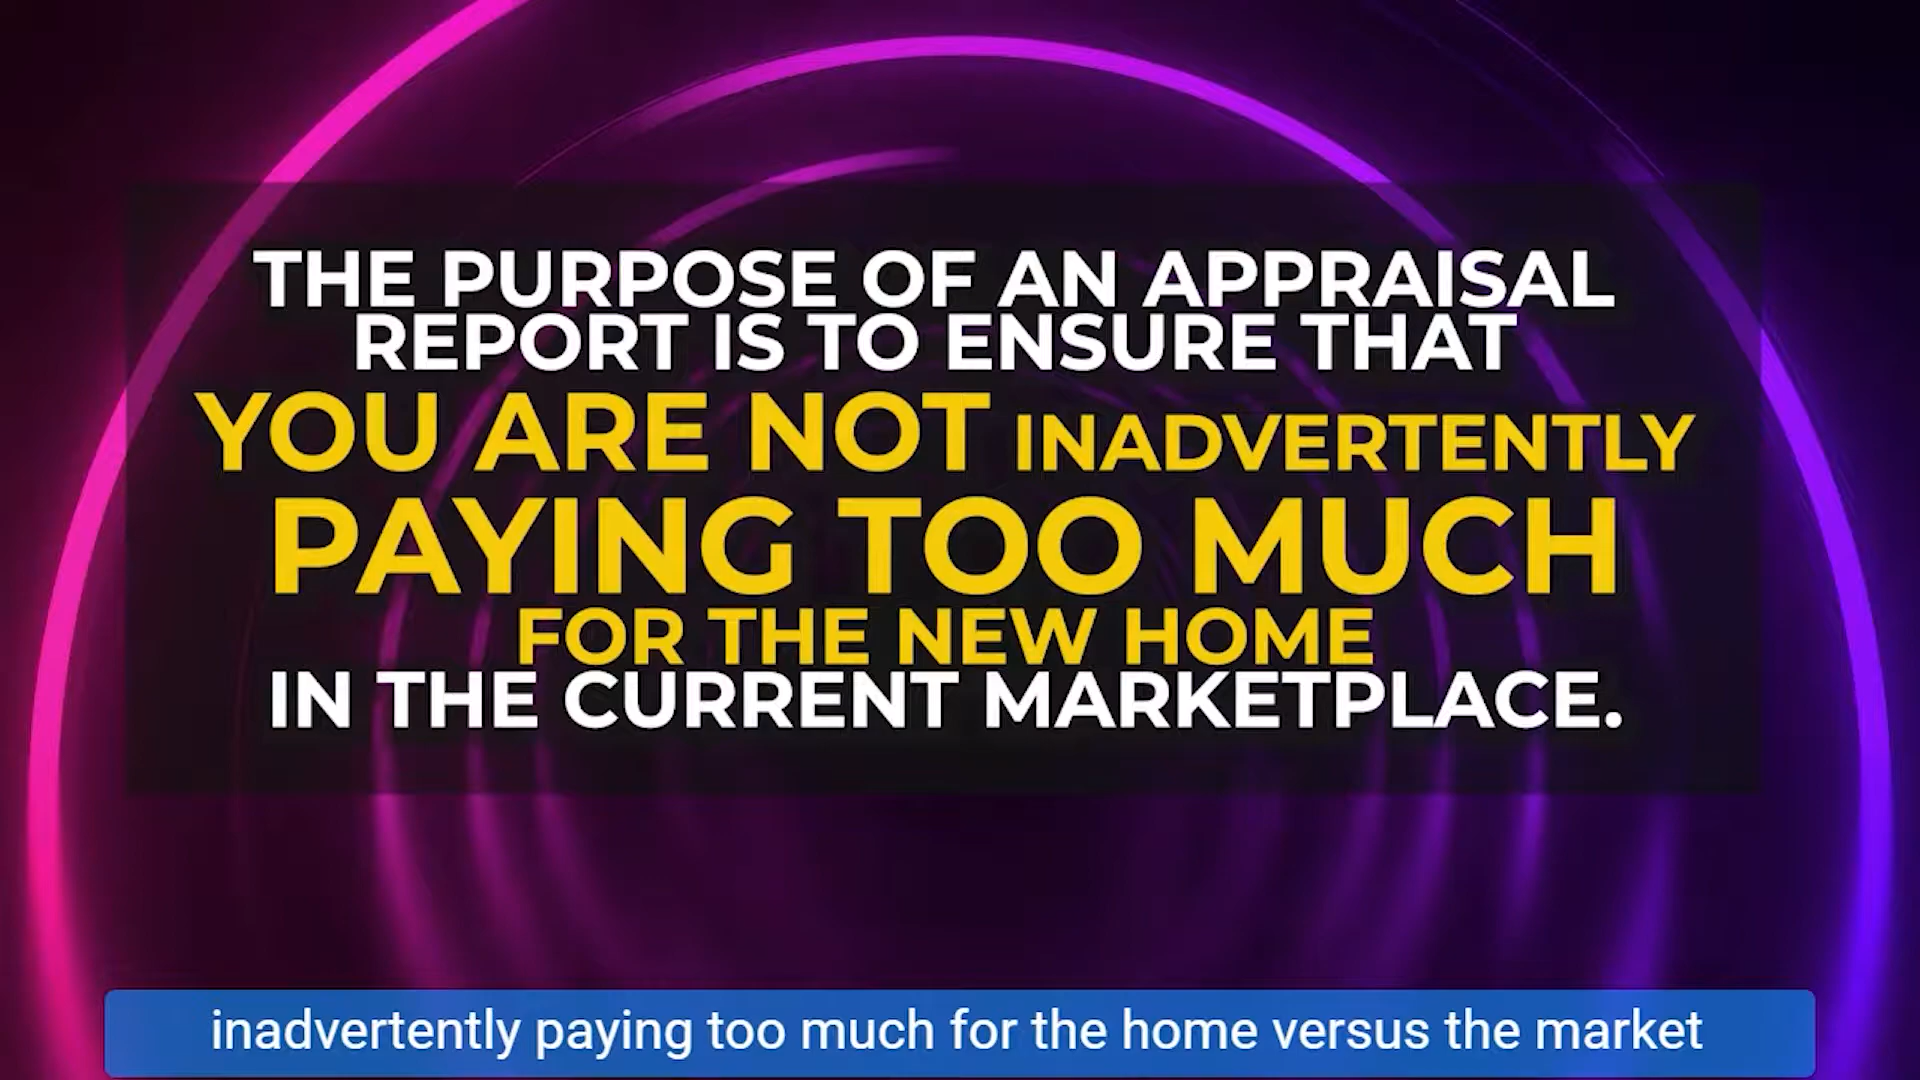 THE PURPOSE OF AN APPRAISAL
REPORT IS TO ENSURE THAT
YOU ARE NOT INADVERTENTLY
PAYING TOO MUCH
FOR THE NEW HOME
IN THE CURRENT MARKETPLACE.
inadvertently paying too much for the home versus the market